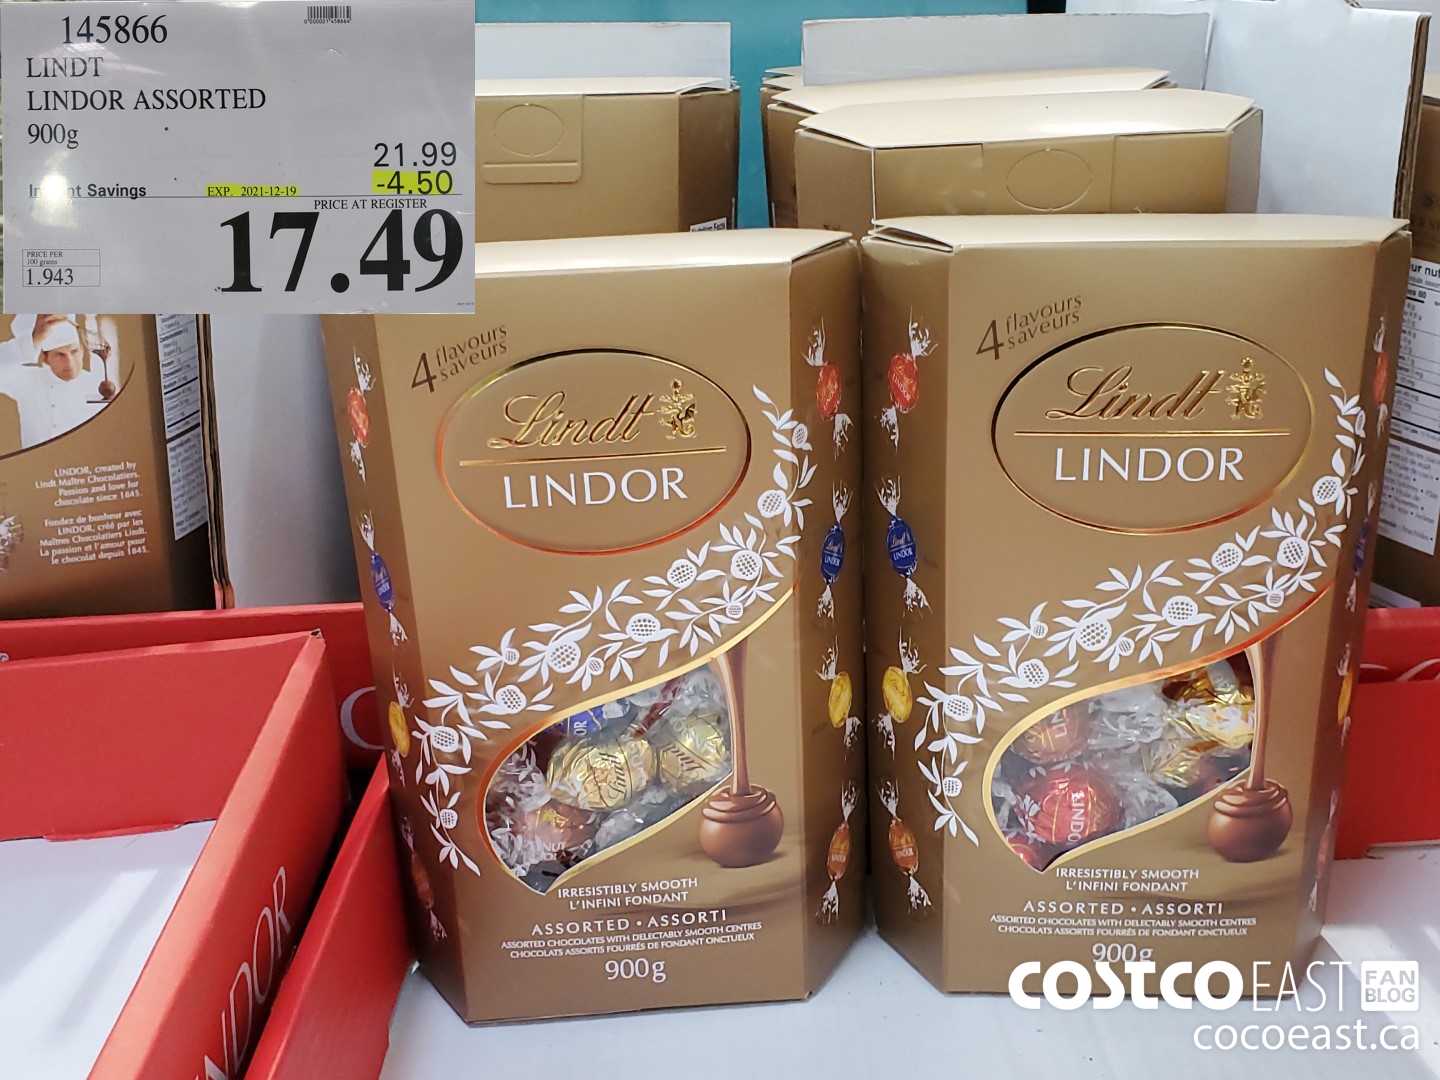 145866
LINDT
LINDOR ASSORTED
900g
21.99
Savings
EXP. 2021-12-19
-4.50
PRICE AT REGISTER
17.49
PRICE PER
100 grams
1.943
LINDOR, created by
Lindt Maître Chocolatiers.
Passion and love for
chocolate since 1845.
Fondez de bonheur avec
LINDOR, créé par les
Maîtres Chocolatiers Lindt.
La passion et l'amour pour
le chocolat depuis 1845.
4 flavours
saveurs
Lindt
LINDOR
IRRESISTIBLY SMOOTH
L'INFINI FONDANT
ASSORTED • ASSORTI
ASSORTED CHOCOLATES WITH DELECTABLY SMOOTH CENTRES
CHOCOLATS ASSORTIS FOURRÉS DE FONDANT ONCTUEUX
900g
4 flavours
saveurs
Lindt
LINDOR
LINDOR
IRRESISTIBLY SMOOTH
L'INFINI FONDANT
ASSORTED • ASSORTI
ASSORTED CHOCOLATES WITH DELECTABLY SMOOTH CENTRES
CHOCOLATS ASSORTIS FOURRÉS DE FONDANT ONCTUEUX
900g
COSTCO EAST FAN BLOG
cocoeast.ca